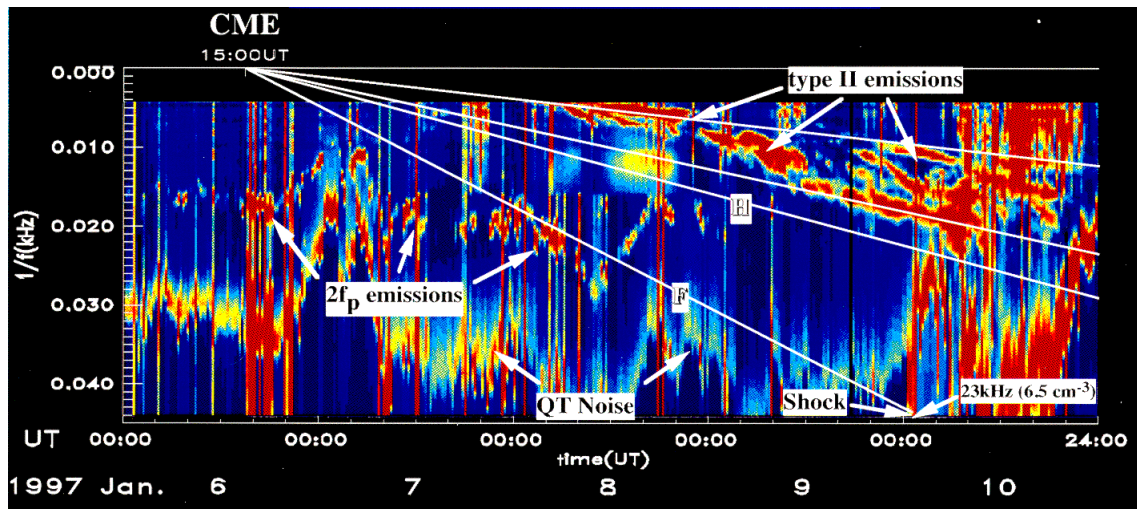 CME
15:00UT
0.000
type II emissions
0.010
H
1/f(kHz)
0.020
2fp emissions
F
0.030
0.040
QT Noise
Shock
23kHz (6.5 cm-3)
UT 00:00 00:00 00:00 00:00 00:00 24:00
time(UT)
1997 Jan. 6 7 8 9 10